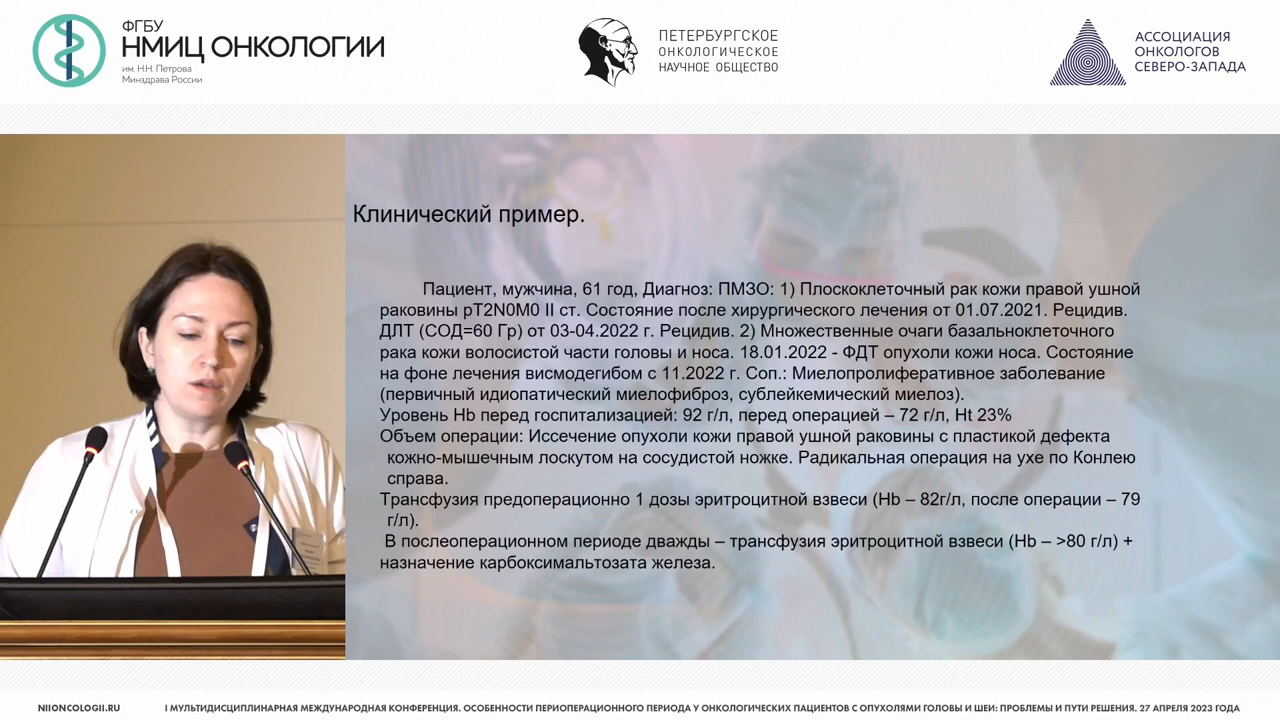 ФГБУ
НМИЦ ОНКОЛОГИИ
им. Н.Н. Петрова
Минздрава России
ПЕТЕРБУРГСКОЕ
ОНКОЛОГИЧЕСКОЕ
НАУЧНОЕ ОБЩЕСТВО
АССОЦИАЦИЯ
ОНКОЛОГОВ
СЕВЕРО-ЗАПАДА
Клинический пример.
Пациент, мужчина, 61 год, Диагноз: ПМЗО: 1) Плоскоклеточный рак кожи правой ушной
раковины pT2N0M0 II ст. Состояние после хирургического лечения от 01.07.2021. Рецидив.
ДЛТ (СОД=60 Гр) от 03-04.2022 г. Рецидив. 2) Множественные очаги базальноклеточного
рака кожи волосистой части головы и носа. 18.01.2022 - ФДТ опухоли кожи носа. Состояние
на фоне лечения висмодегибом с 11.2022 г. Соп.: Миелопролиферативное заболевание
(первичный идиопатический миелофиброз, сублейкемический миелоз).
Уровень Hb перед госпитализацией: 92 г/л, перед операцией – 72 г/л, Ht 23%
Объем операции: Иссечение опухоли кожи правой ушной раковины с пластикой дефекта
кожно-мышечным лоскутом на сосудистой ножке. Радикальная операция на ухе по Конлею
справа.
Трансфузия предоперационно 1 дозы эритроцитной взвеси (Hb – 82г/л, после операции – 79
г/л).
В послеоперационном периоде дважды – трансфузия эритроцитной взвеси (Hb – >80 г/л) +
назначение карбоксимальтозата железа.
NIIONCOLOGII.RU
I МУЛЬТИДИСЦИПЛИНАРНАЯ МЕЖДУНАРОДНАЯ КОНФЕРЕНЦИЯ. ОСОБЕННОСТИ ПЕРИОПЕРАЦИОННОГО ПЕРИОДА У ОНКОЛОГИЧЕСКИХ ПАЦИЕНТОВ С ОПУХОЛЯМИ ГОЛОВЫ И ШЕИ: ПРОБЛЕМЫ И ПУТИ РЕШЕНИЯ. 27 АПРЕЛЯ 2023 ГОДА